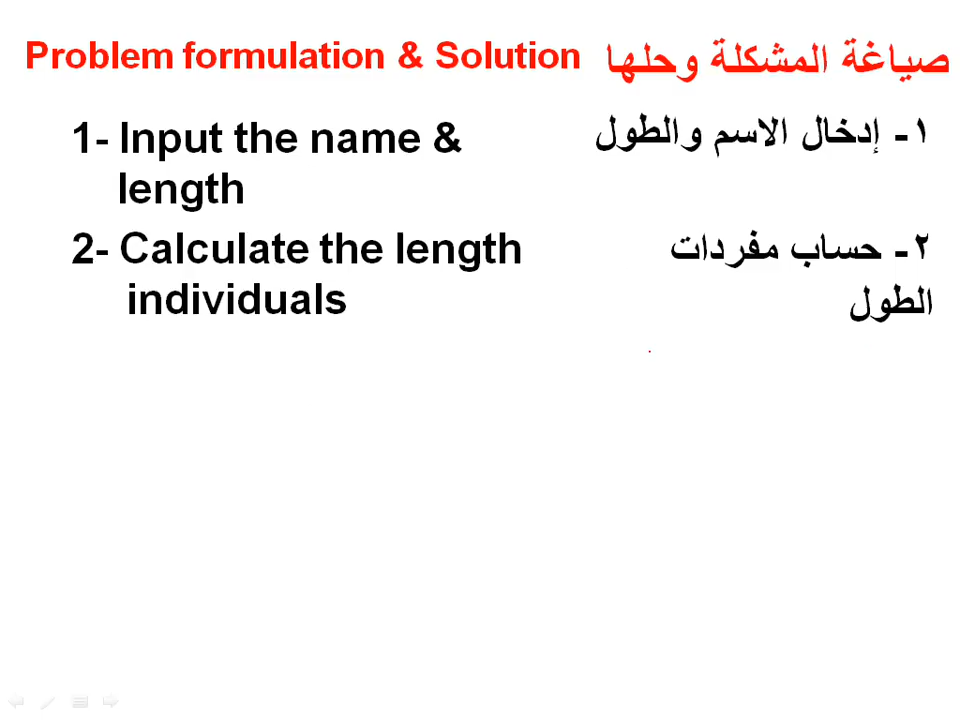 Problem formulation & Solution صياغة المشكلة وحلها
1- Input the name &
length
١- إدخال الاسم والطول
2- Calculate the length
individuals
٢- حساب مفردات
الطول